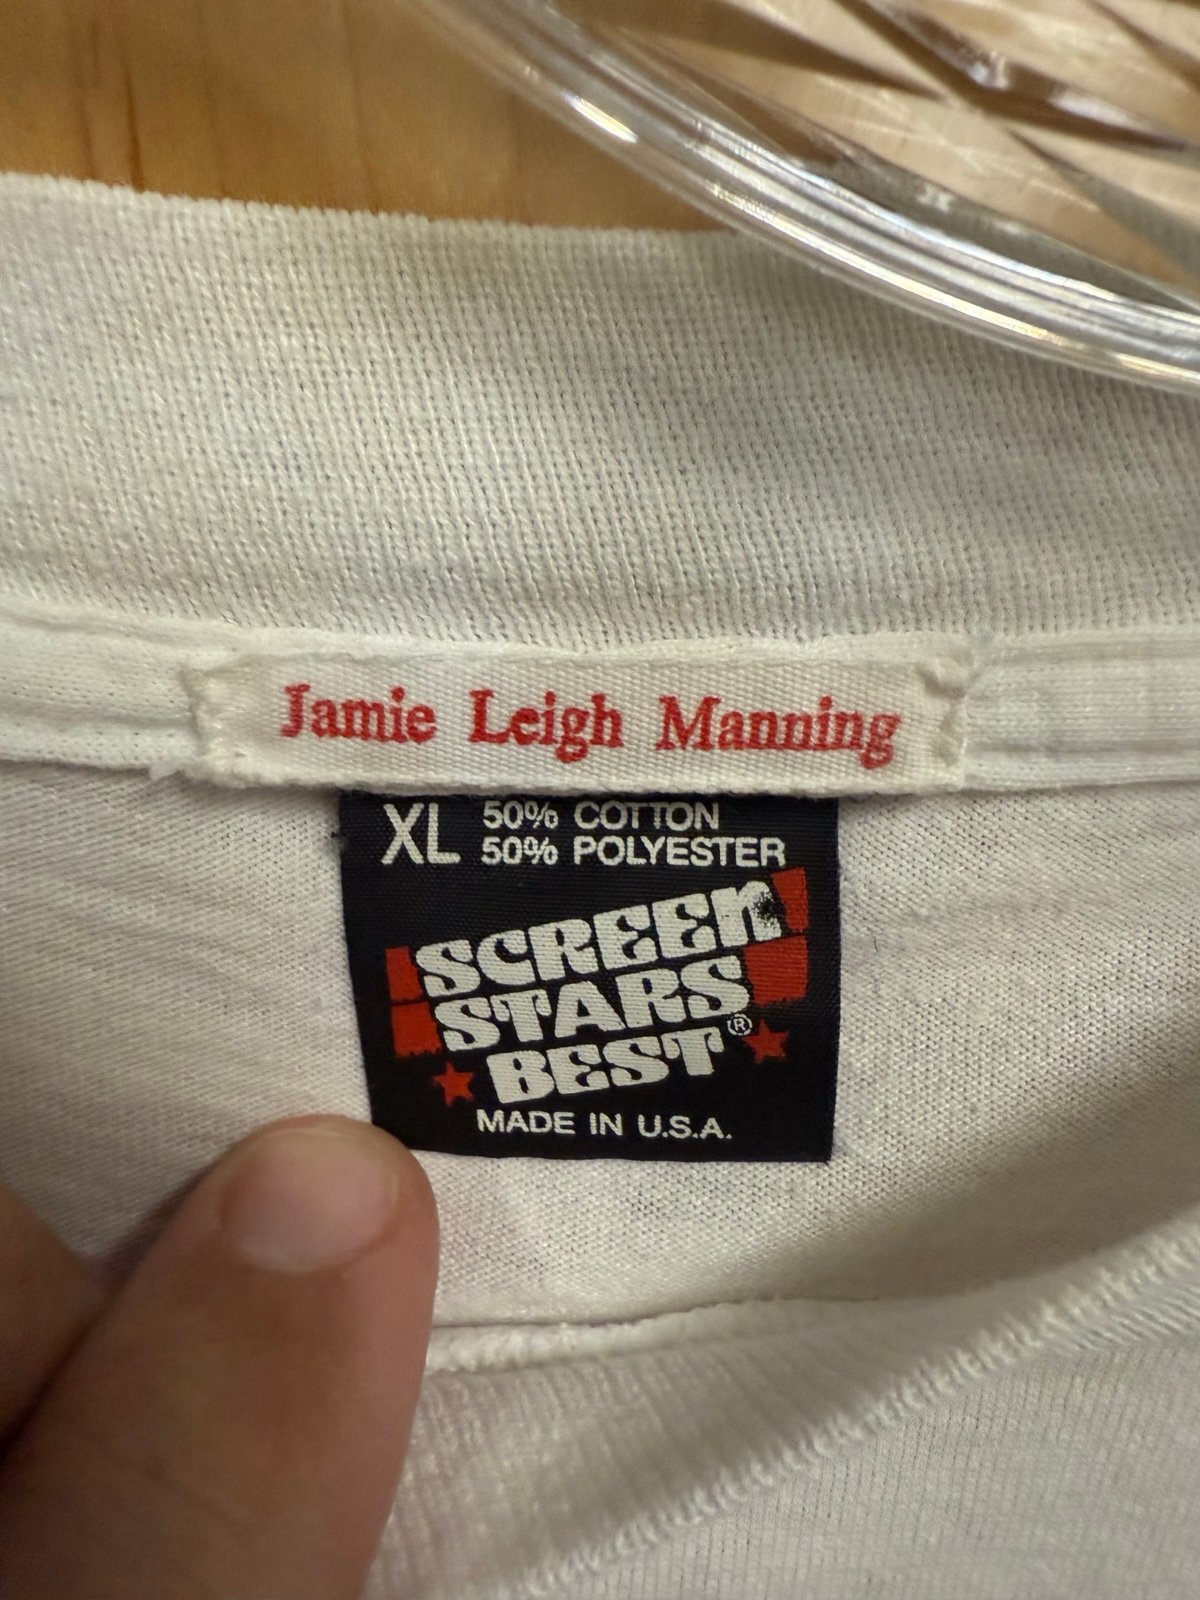 Jamie Leigh Manning
XL 50% COTTON
50% POLYESTER
SCREEN
STARS
BEST®
MADE IN U.S.A.